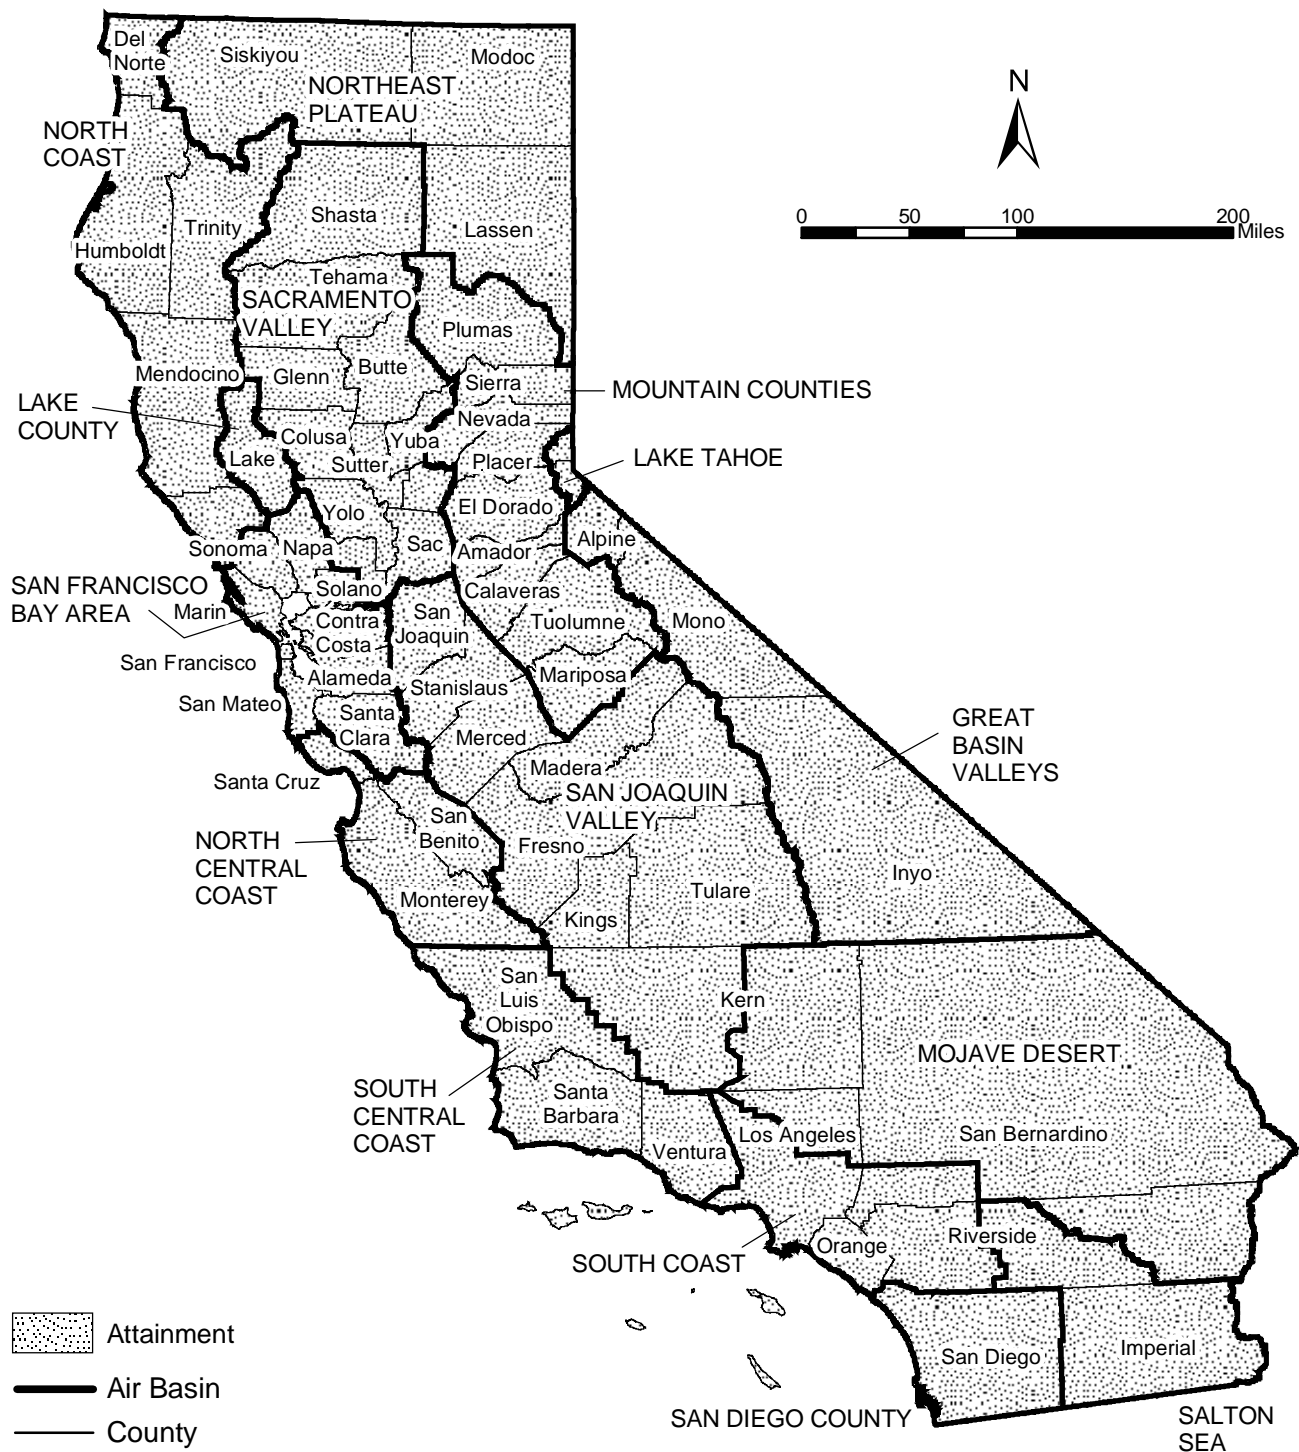 Del
Norte
Siskiyou
Modoc
NORTHEAST
PLATEAU
N
NORTH
COAST
0
50
100
200
Miles
Shasta
Trinity
Lassen
Humboldt
Tehama
SACRAMENTO
VALLEY
Plumas
Mendocino
Glenn
Butte
Sierra
MOUNTAIN COUNTIES
LAKE
COUNTY
Nevada
Colusa
Yuba
Lake
Sutter
Placer
LAKE TAHOE
El Dorado
Yolo
Sonoma
Napa
Sac
Amador
Alpine
SAN FRANCISCO
BAY AREA
Solano
Calaveras
Marin
Contra
Costa
San
Joaquin
Tuolumne
Mono
San Francisco
Alameda
Stanislaus
Mariposa
San Mateo
Santa
Clara
Merced
GREAT
BASIN
VALLEYS
Santa Cruz
Madera
SAN JOAQUIN
VALLEY
NORTH
CENTRAL
COAST
San
Benito
Fresno
Inyo
Monterey
Kings
Tulare
San
Luis
Obispo
Kern
MOJAVE DESERT
SOUTH
CENTRAL
COAST
Santa
Barbara
Los Angeles
San Bernardino
Ventura
SOUTH COAST
Orange
Riverside
Attainment
Air Basin
County
San Diego
Imperial
SAN DIEGO COUNTY
SALTON
SEA